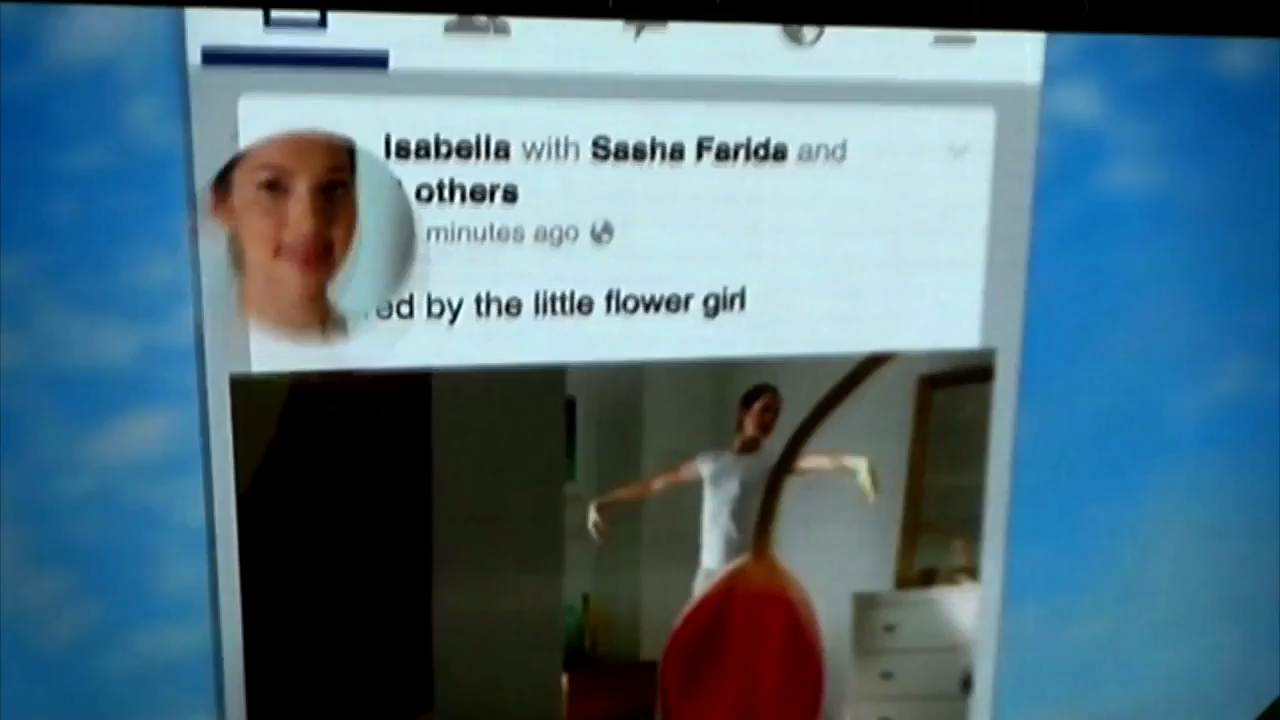 Isabella with Sasha Farida and
others
minutes ago
ed by the little flower girl